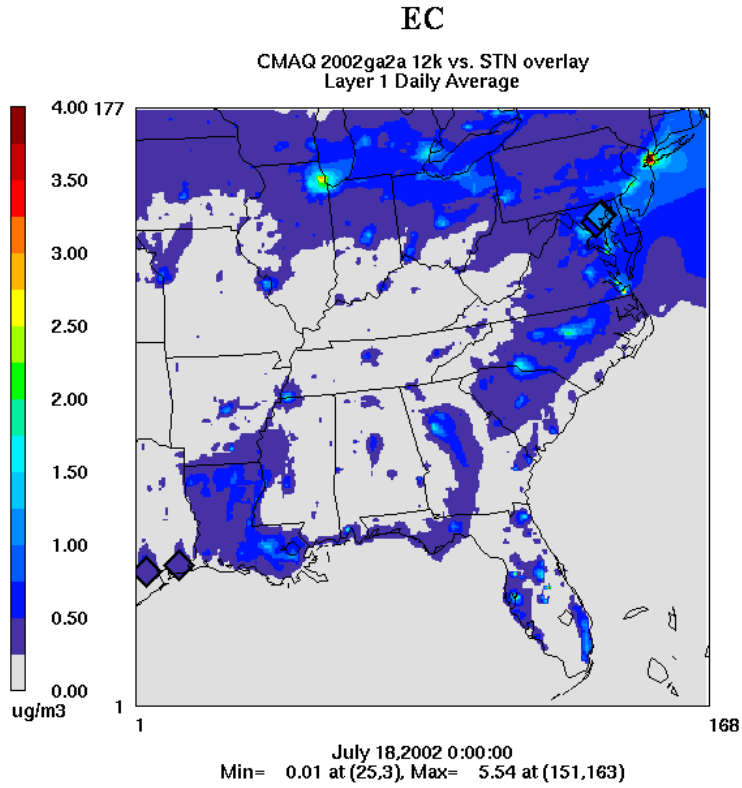 EC
CMAQ 2002ga2a 12k vs. STN overlay
Layer 1 Daily Average
4.00
3.50
3.00
2.50
2.00
1.50
1.00
0.50
0.00
ug/m3
177
1
1
168
July 18,2002 0:00:00
Min= 0.01 at (25,3), Max= 5.54 at (151,163)